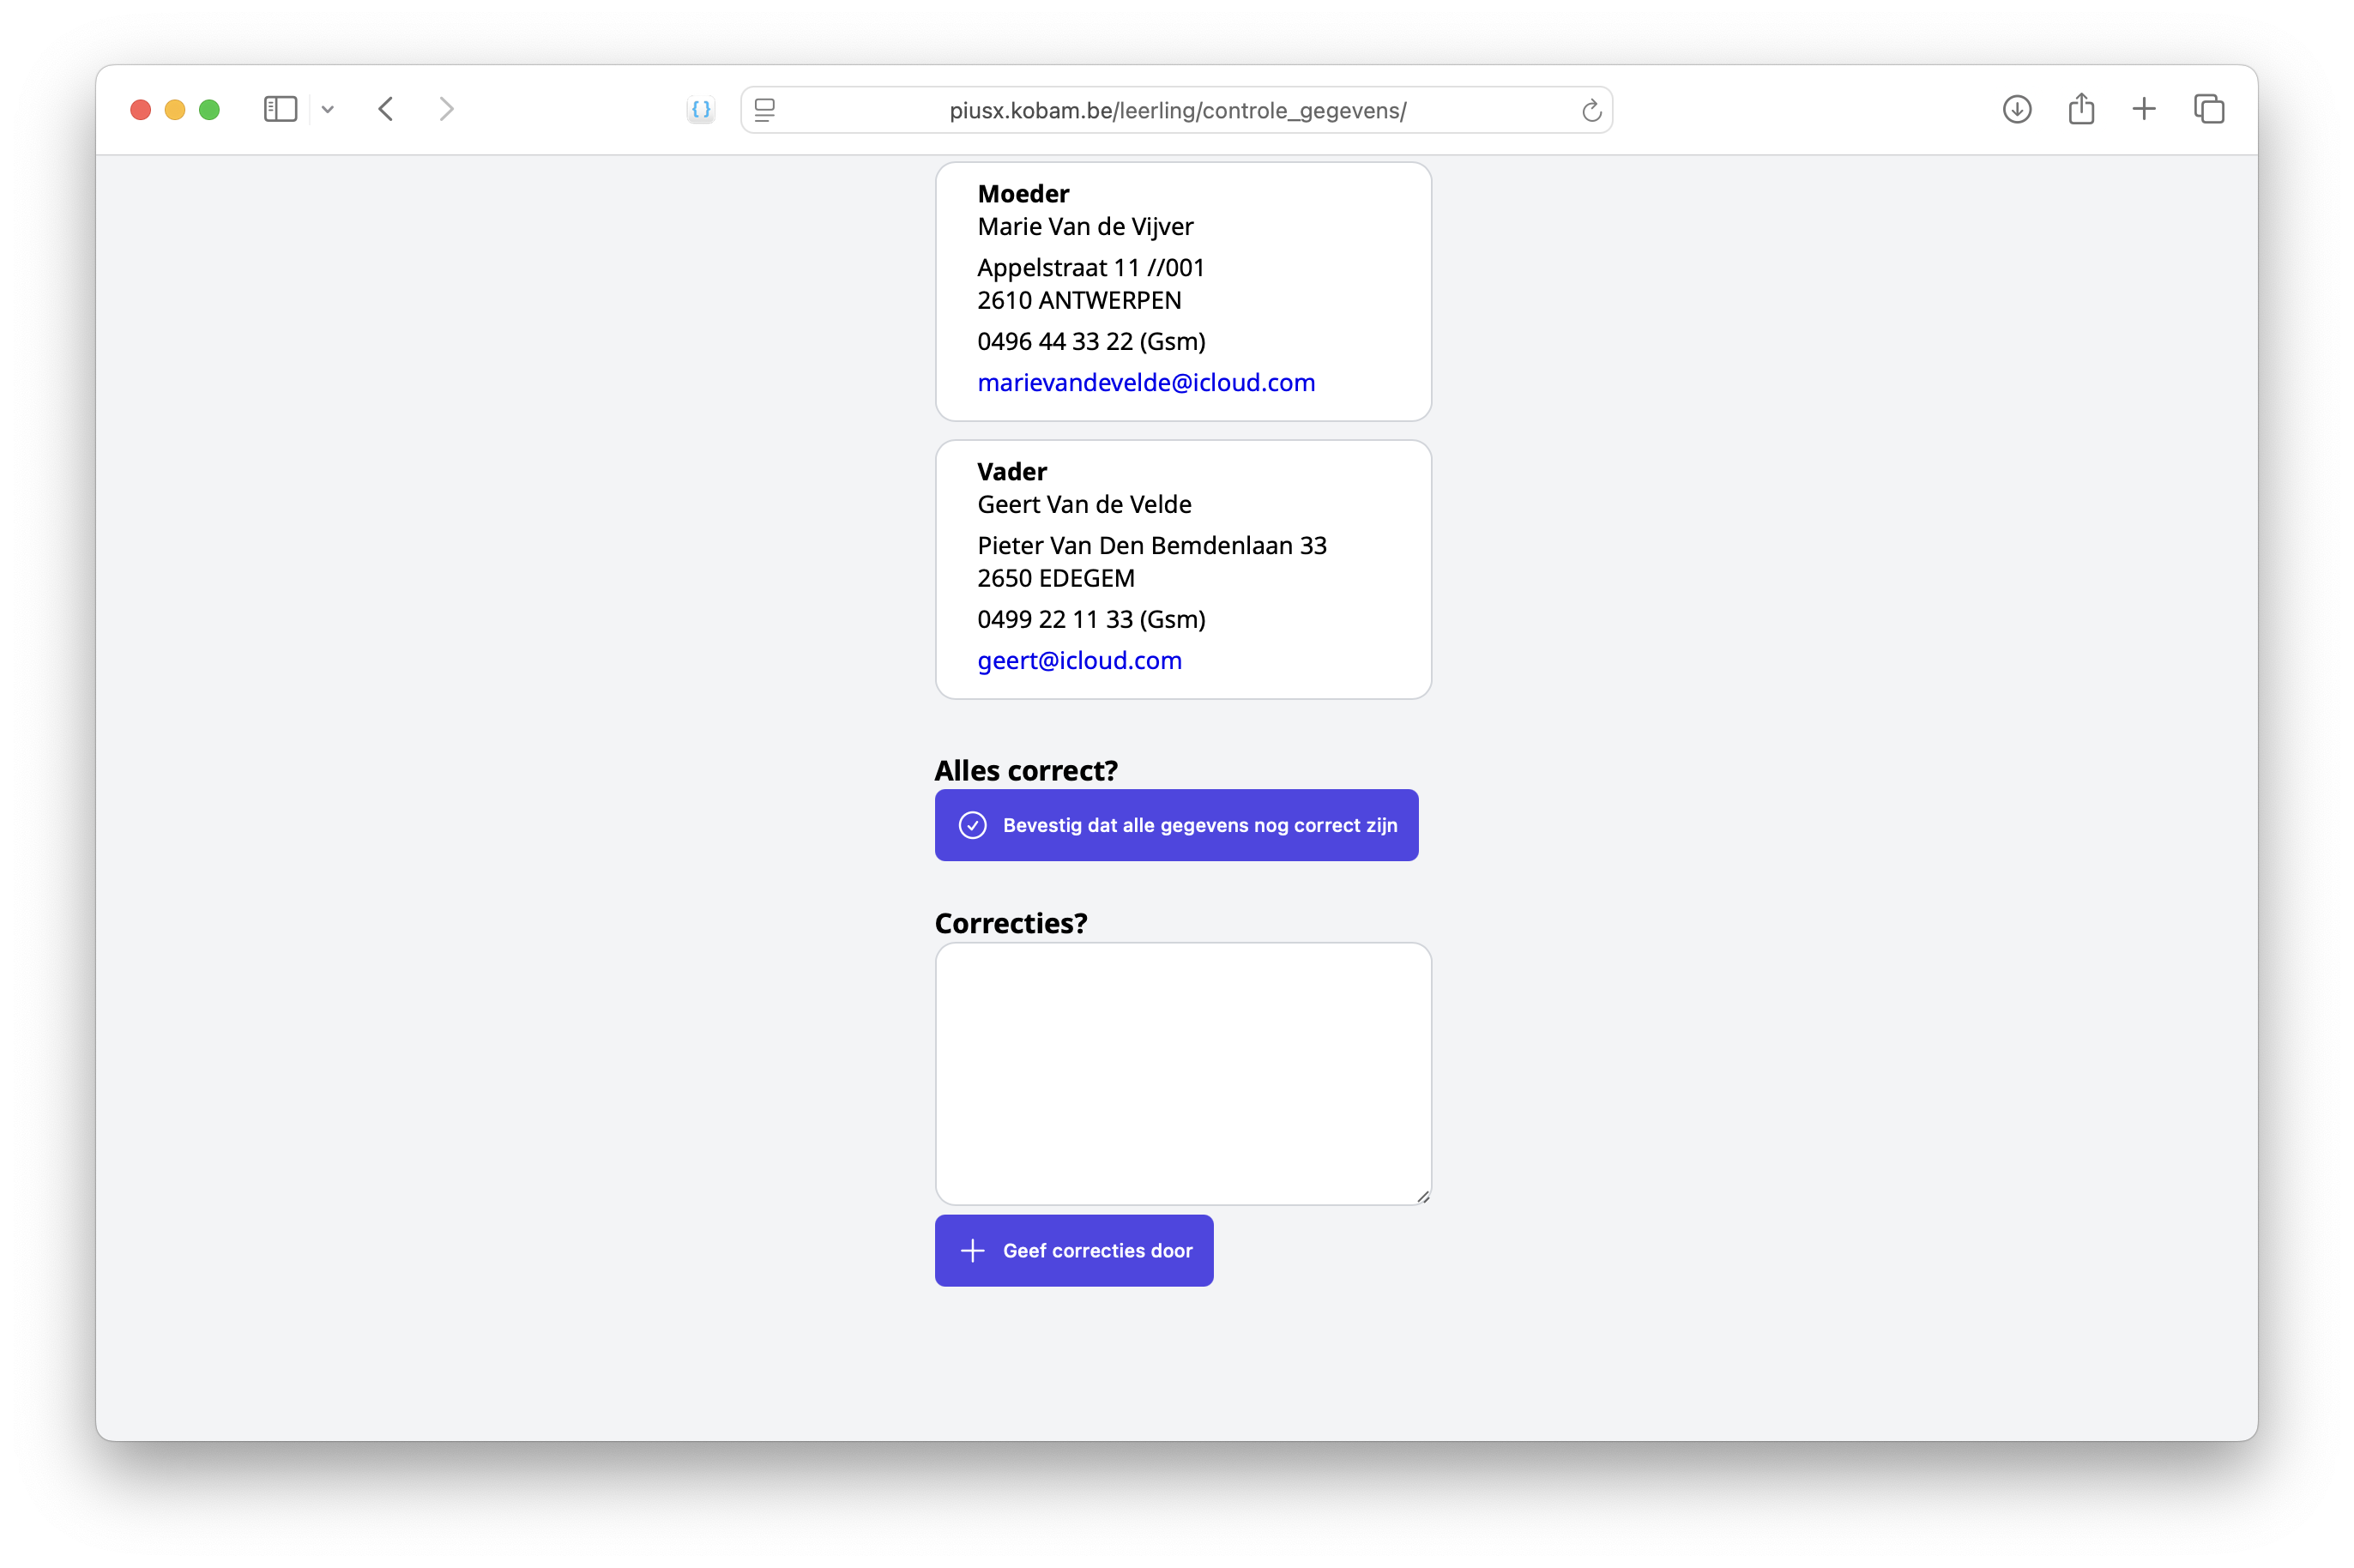 piusx.kobam.be/leerling/controle_gegevens/
Moeder
Marie Van de Vijver
Appelstraat 11 //001
2610 ANTWERPEN
0496 44 33 22 (Gsm)
marievandevelde@icloud.com
Vader
Geert Van de Velde
Pieter Van Den Bemdenlaan 33
2650 EDEGEM
0499 22 11 33 (Gsm)
geert@icloud.com
Alles correct?
Bevestig dat alle gegevens nog correct zijn
Correcties?
Geef correcties door